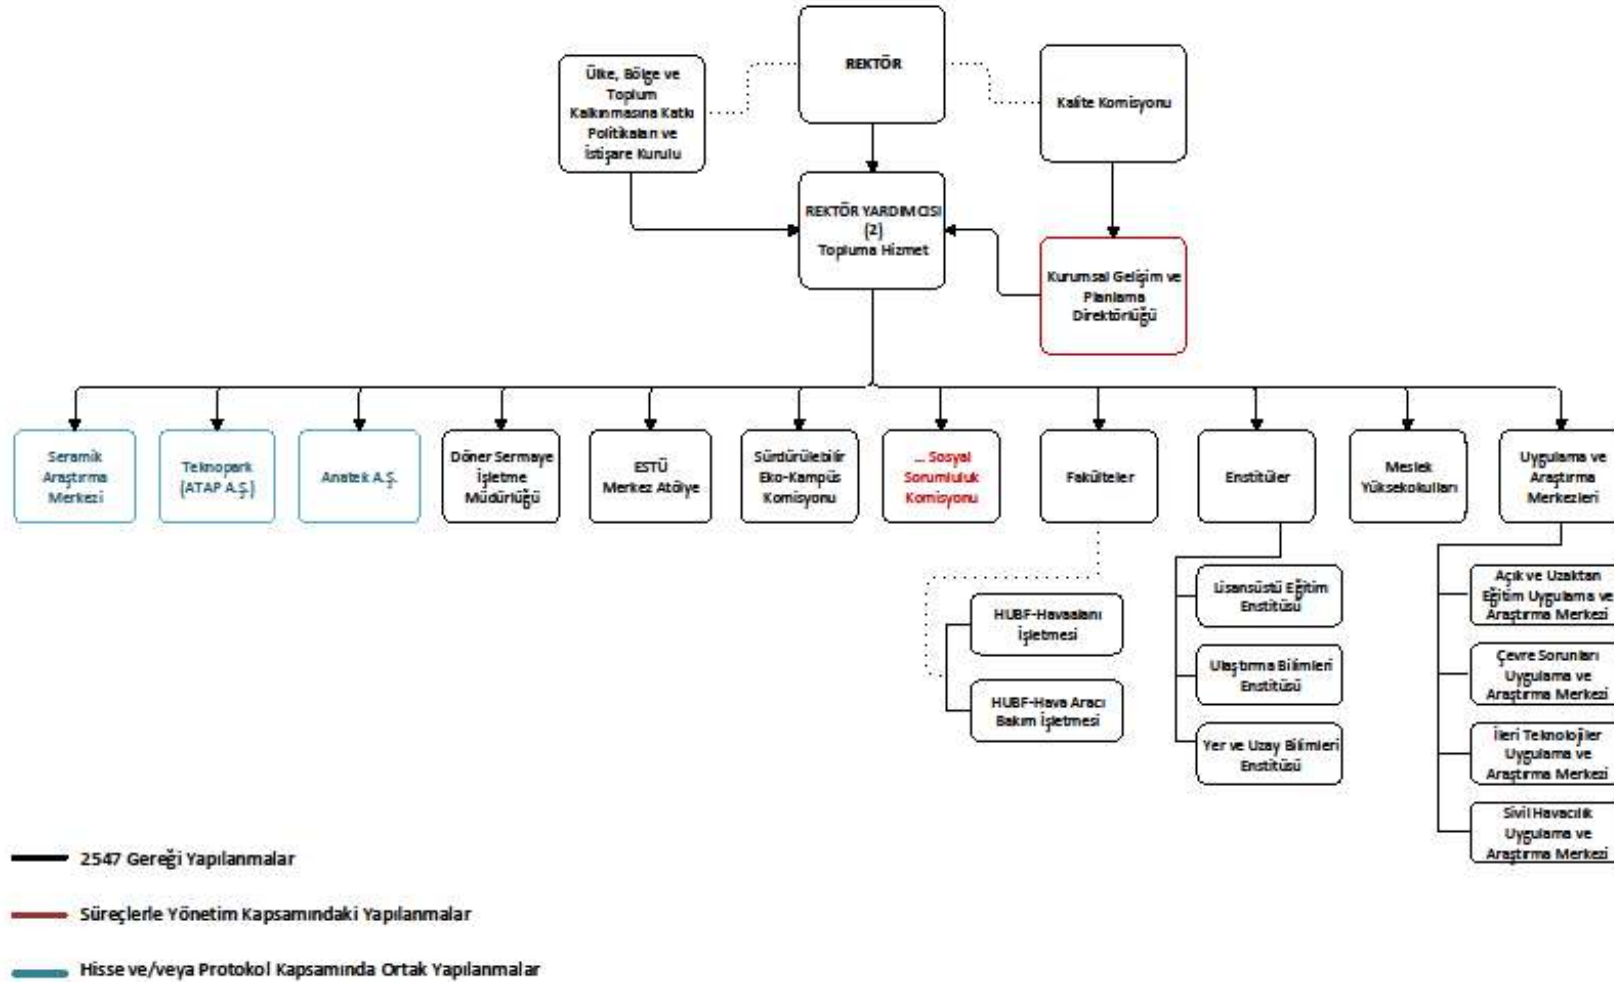 REKTÖR
Ülke, Bölge ve
Toplum
Kalkınmasına Katkı
Politikaları ve
İstişare Kurulu
Kalite Komisyonu
REKTÖR YARDIMCISI
(2)
Topluma Hizmet
Kurumsal Gelişim ve
Planlama
Direktörlüğü
Seramik
Araştırma
Merkezi
Teknopark
(ATAP A.Ş.)
Anatek A.Ş.
Döner Sermaye
İşletme
Müdürlüğü
ESTÜ
Merkez Atölye
Sürdürülebilir
Eko-Kampüs
Komisyonu
... Sosyal
Sorumluluk
Komisyonu
Fakülteler
Enstitüler
Meslek
Yüksekokulları
Uygulama ve
Araştırma
Merkezleri
HUBF-Havaalanı
İşletmesi
HUBF-Hava Aracı
Bakım İşletmesi
Lisansüstü Eğitim
Enstitüsü
Ulaştırma Bilimleri
Enstitüsü
Yer ve Uzay Bilimleri
Enstitüsü
Açık ve Uzaktan
Eğitim Uygulama ve
Araştırma Merkezi
Çevre Sorunları
Uygulama ve
Araştırma Merkezi
İleri Teknolojiler
Uygulama ve
Araştırma Merkezi
Sivil Havacılık
Uygulama ve
Araştırma Merkezi
2547 Gereği Yapılanmalar
Süreçlerle Yönetim Kapsamındaki Yapılanmalar
Hisse ve/veya Protokol Kapsamında Ortak Yapılanmalar